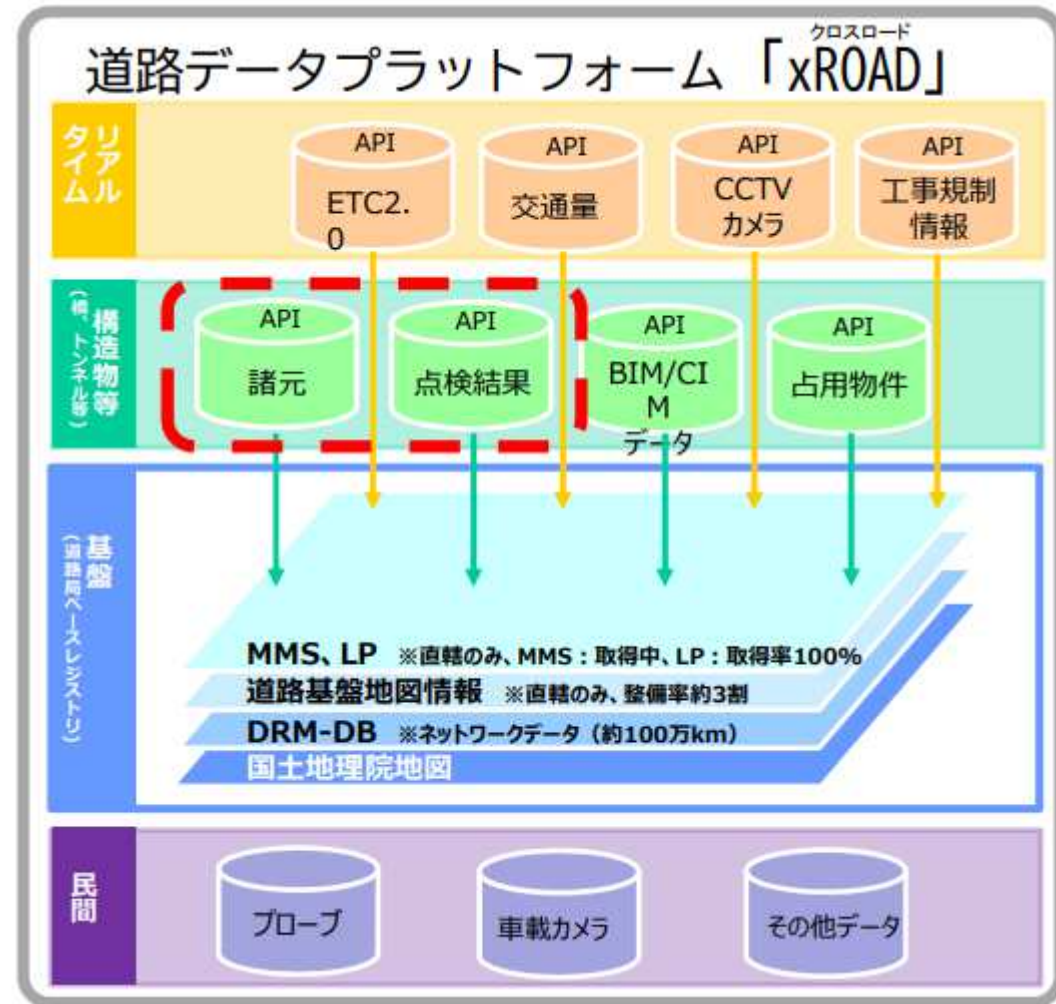 クロスロード
道路データプラットフォーム「xROAD」
リアル
タイム
API
ETC2.
0
API
交通量
API
CCTV
カメラ
API
工事規制
情報
構造物等
(橋、トンネル等)
API
諸元
API
点検結果
API
BIM/CI
M
データ
API
占用物件
基盤
(道路局ベースレジストリ)
MMS、LP ※直轄のみ、MMS：取得中、LP：取得率100%
道路基盤地図情報 ※直轄のみ、整備率約3割
DRM-DB ※ネットワークデータ（約100万km）
国土地理院地図
民間
プローブ
車載カメラ
その他データ